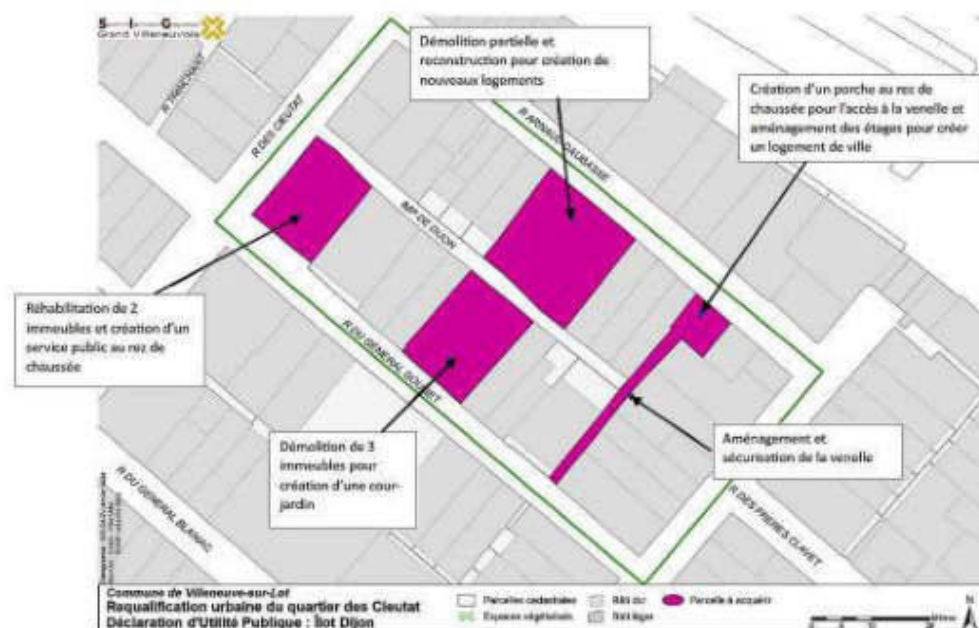 S I G
Grand Villeneuvois
Démolition partielle et
reconstruction pour création de
nouveaux logements
Création d'un porche au rez de
chaussée pour l'accès à la venelle et
aménagement des étages pour créer
un logement de ville
R TRANCHANT
R DES CIEUTAT
R ARNAUD DAUBASSE
IMP DE DIJON
Réhabilitation de 2
immeubles et création d'un
service public au rez de
chaussée
R DU GENERAL
Démolition de 3
immeubles pour
création d'une cour-
jardin
Aménagement et
sécurisation de la venelle
R DU GENERAL BLANIAC
R DES FRERES CLAVET
Commune de Villeneuve-sur-Lot
Requalification urbaine du quartier des Cieutat
Déclaration d'Utilité Publique : Îlot Dijon
Parcelles cadastrales
Bâti dur
Parcelle à acquérir
Espaces végétalisés
Bâti léger
N